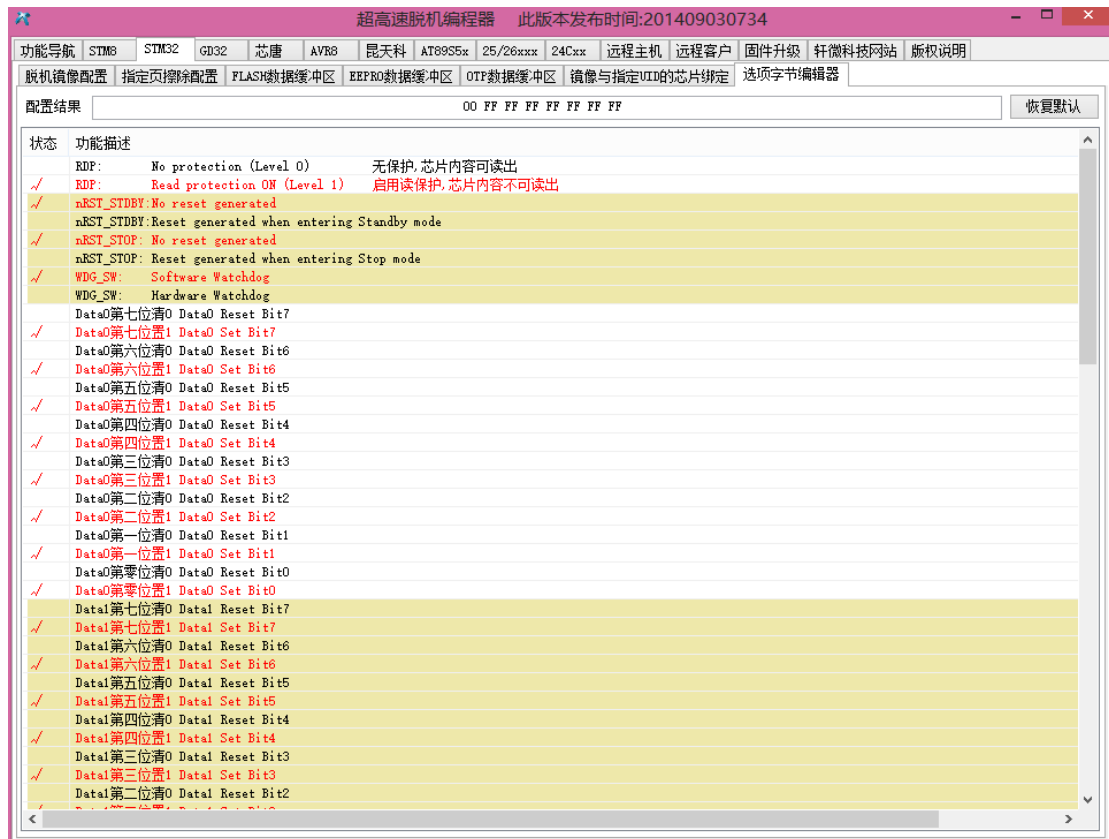 超高速脱机编程器 此版本发布时间:201409030734
功能导航 STM8 STM32 GD32 芯唐 AVR8 昆天科 AT89S5x 25/26xxx 24Cxx 远程主机 远程客户 固件升级 轩微科技网站 版权说明
脱机镜像配置 指定页擦除配置 FLASH数据缓冲区 EEPRO数据缓冲区 OTP数据缓冲区 镜像与指定UID的芯片绑定 选项字节编辑器
配置结果 00 FF FF FF FF FF FF FF 恢复默认
状态 功能描述
RDP: No protection (Level 0) 无保护,芯片内容可读出
RDP: Read protection ON (Level 1) 启用读保护,芯片内容不可读出
nRST_STDBY:No reset generated
nRST_STDBY:Reset generated when entering Standby mode
nRST_STOP: No reset generated
nRST_STOP: Reset generated when entering Stop mode
WDG_SW: Software Watchdog
WDG_SW: Hardware Watchdog
Data0第七位清0 Data0 Reset Bit7
Data0第七位置1 Data0 Set Bit7
Data0第六位清0 Data0 Reset Bit6
Data0第六位置1 Data0 Set Bit6
Data0第五位清0 Data0 Reset Bit5
Data0第五位置1 Data0 Set Bit5
Data0第四位清0 Data0 Reset Bit4
Data0第四位置1 Data0 Set Bit4
Data0第三位清0 Data0 Reset Bit3
Data0第三位置1 Data0 Set Bit3
Data0第二位清0 Data0 Reset Bit2
Data0第二位置1 Data0 Set Bit2
Data0第一位清0 Data0 Reset Bit1
Data0第一位置1 Data0 Set Bit1
Data0第零位清0 Data0 Reset Bit0
Data0第零位置1 Data0 Set Bit0
Data1第七位清0 Data1 Reset Bit7
Data1第七位置1 Data1 Set Bit7
Data1第六位清0 Data1 Reset Bit6
Data1第六位置1 Data1 Set Bit6
Data1第五位清0 Data1 Reset Bit5
Data1第五位置1 Data1 Set Bit5
Data1第四位清0 Data1 Reset Bit4
Data1第四位置1 Data1 Set Bit4
Data1第三位清0 Data1 Reset Bit3
Data1第三位置1 Data1 Set Bit3
Data1第二位清0 Data1 Reset Bit2